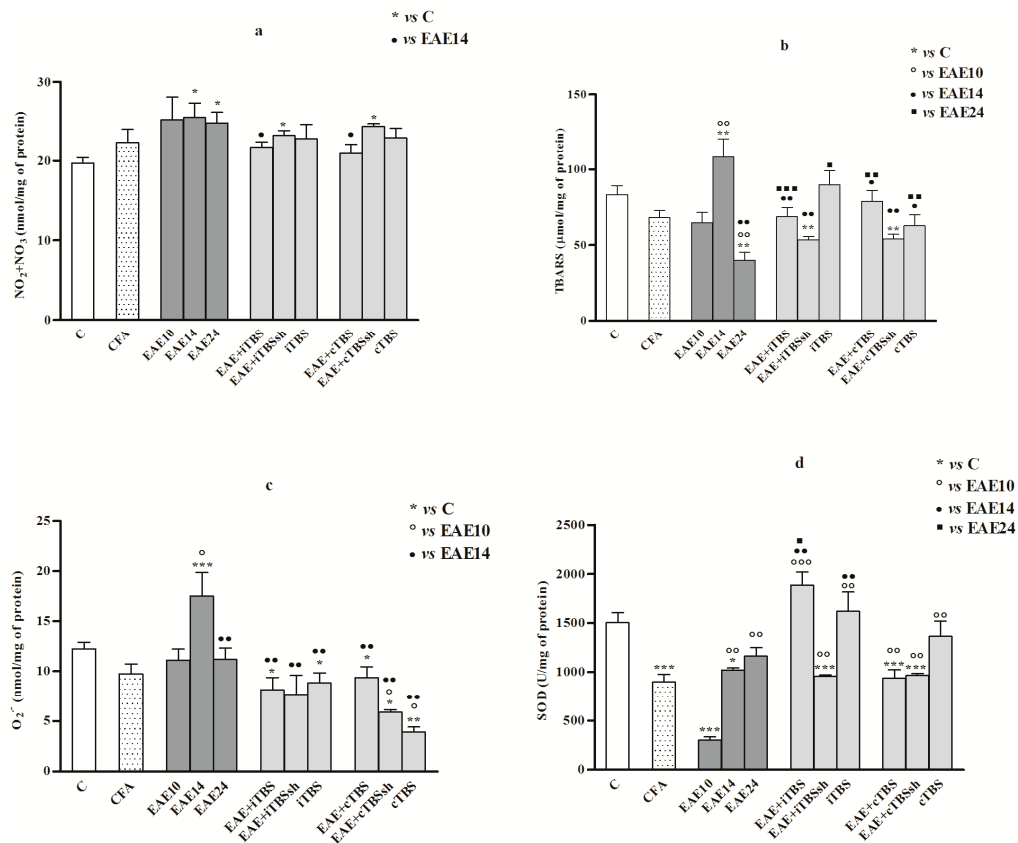 a
* vs C
● vs EAE14
NO2+NO3 (nmol/mg of protein)
30
20
10
0
C
CFA
EAE10
EAE14
EAE24
EAE+iTBS
EAE+iTBSsh
iTBS
EAE+cTBS
EAE+cTBSsh
cTBS
*
*
●
*
●
*
b
* vs C
○ vs EAE10
● vs EAE14
■ vs EAE24
TBARS (μmol/mg of protein)
150
100
50
0
C
CFA
EAE10
EAE14
EAE24
EAE+iTBS
EAE+iTBSsh
iTBS
EAE+cTBS
EAE+cTBSsh
cTBS
○○
**
●●
○○
**
■■■
●●
●●
**
■
■■
●
●●
**
■■
●
c
* vs C
○ vs EAE10
●● vs EAE14
O2·- (nmol/mg of protein)
25
20
15
10
5
0
C
CFA
EAE10
EAE14
EAE24
EAE+iTBS
EAE+iTBSsh
iTBS
EAE+cTBS
EAE+cTBSsh
cTBS
○
***
●●
●●
*
●●
●●
*
●●
*
●●
○
*
●●
○
**
d
* vs C
○ vs EAE10
● vs EAE14
■ vs EAE24
SOD (U/mg of protein)
2500
2000
1500
1000
500
0
C
CFA
EAE10
EAE14
EAE24
EAE+iTBS
EAE+iTBSsh
iTBS
EAE+cTBS
EAE+cTBSsh
cTBS
***
***
○○
*
○○
■
●●
○○○
○○
***
●●
○○
○○
***
○○
***
○○